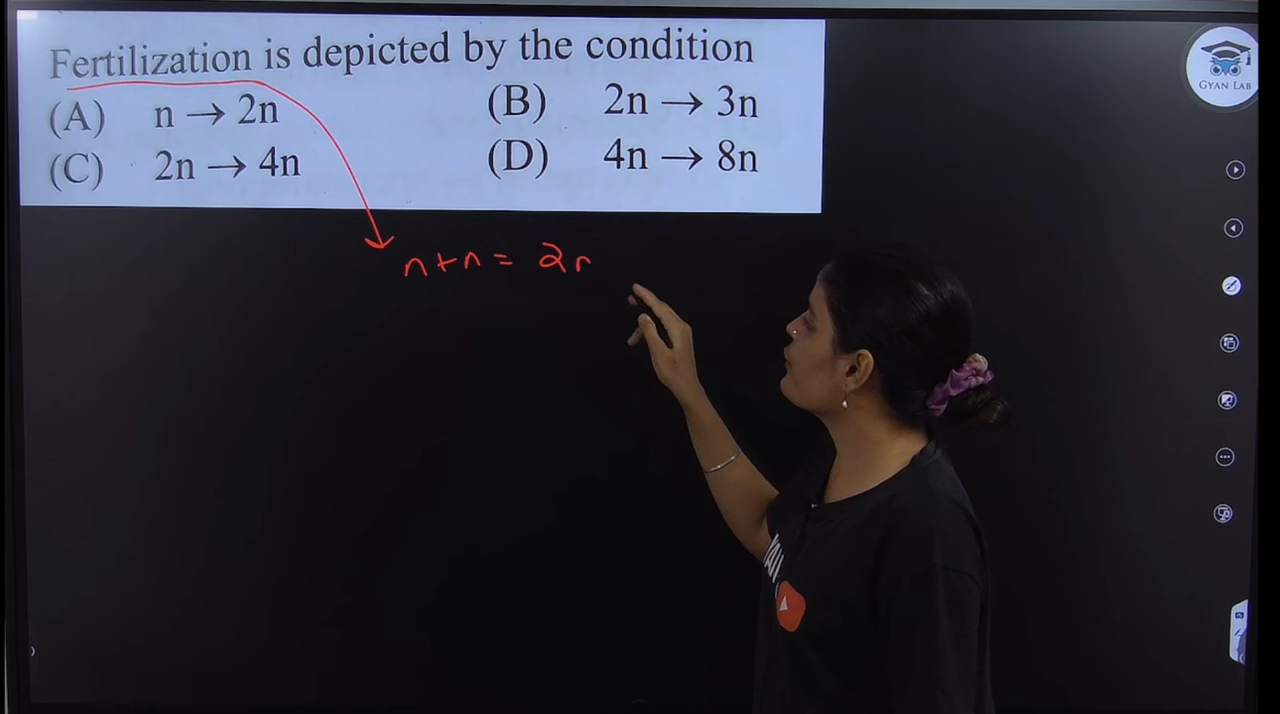 Fertilization is depicted by the condition
(A) n → 2n (B) 2n → 3n
(C) 2n → 4n (D) 4n → 8n
n+n = 2n
GYAN LAB